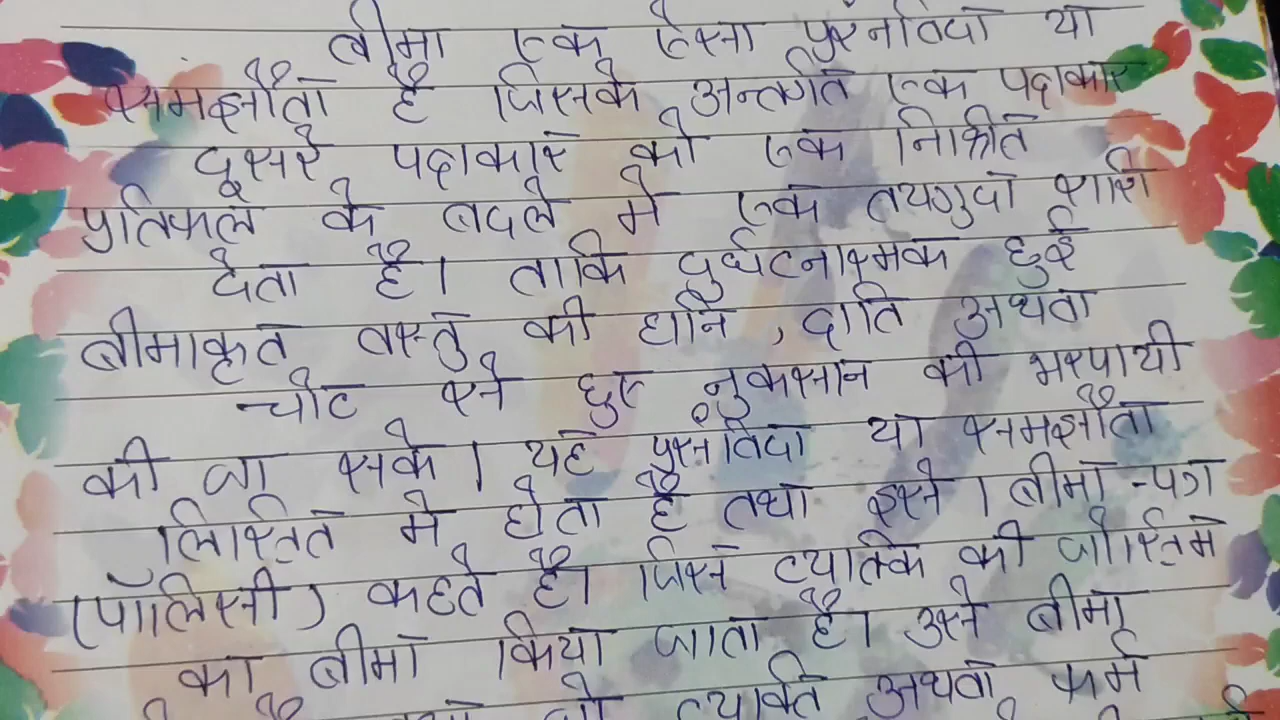 बीमा एक ऐसा प्रसंविदा या
समझौता है जिसके अन्तर्गत एक पक्षकार
दूसरे पक्षकार को एक निश्चित
प्रतिफल के बदले में एक तयशुदा राशि
देता है। ताकि दुर्घटनात्मक हुई
बीमाकृत वस्तु की हानि, क्षति अथवा
चोट से हुए नुकसान की भरपायी
की जा सके। यह प्रसंविदा या समझौता
लिखित में होता है तथा इसे। बीमा-पत्र
(पॉलिसी) कहते है। जिस व्यक्ति की जोखिम
का बीमा किया जाता है। उसे बीमा
व्यक्ति अथवा फर्म